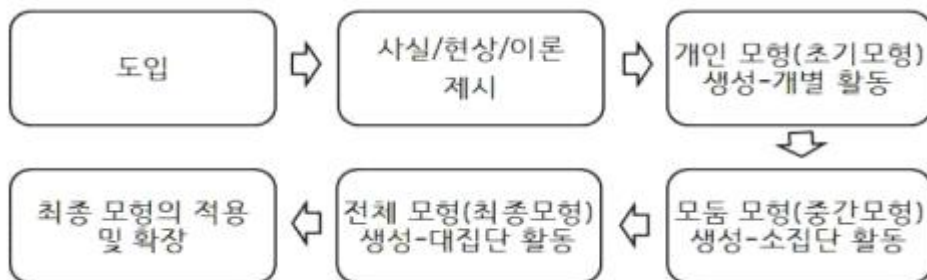 도입
사실/현상/이론
제시
개인 모형(초기모형)
생성-개별 활동
모둠 모형(중간모형)
생성-소집단 활동
전체 모형(최종모형)
생성-대집단 활동
최종 모형의 적용
및 확장